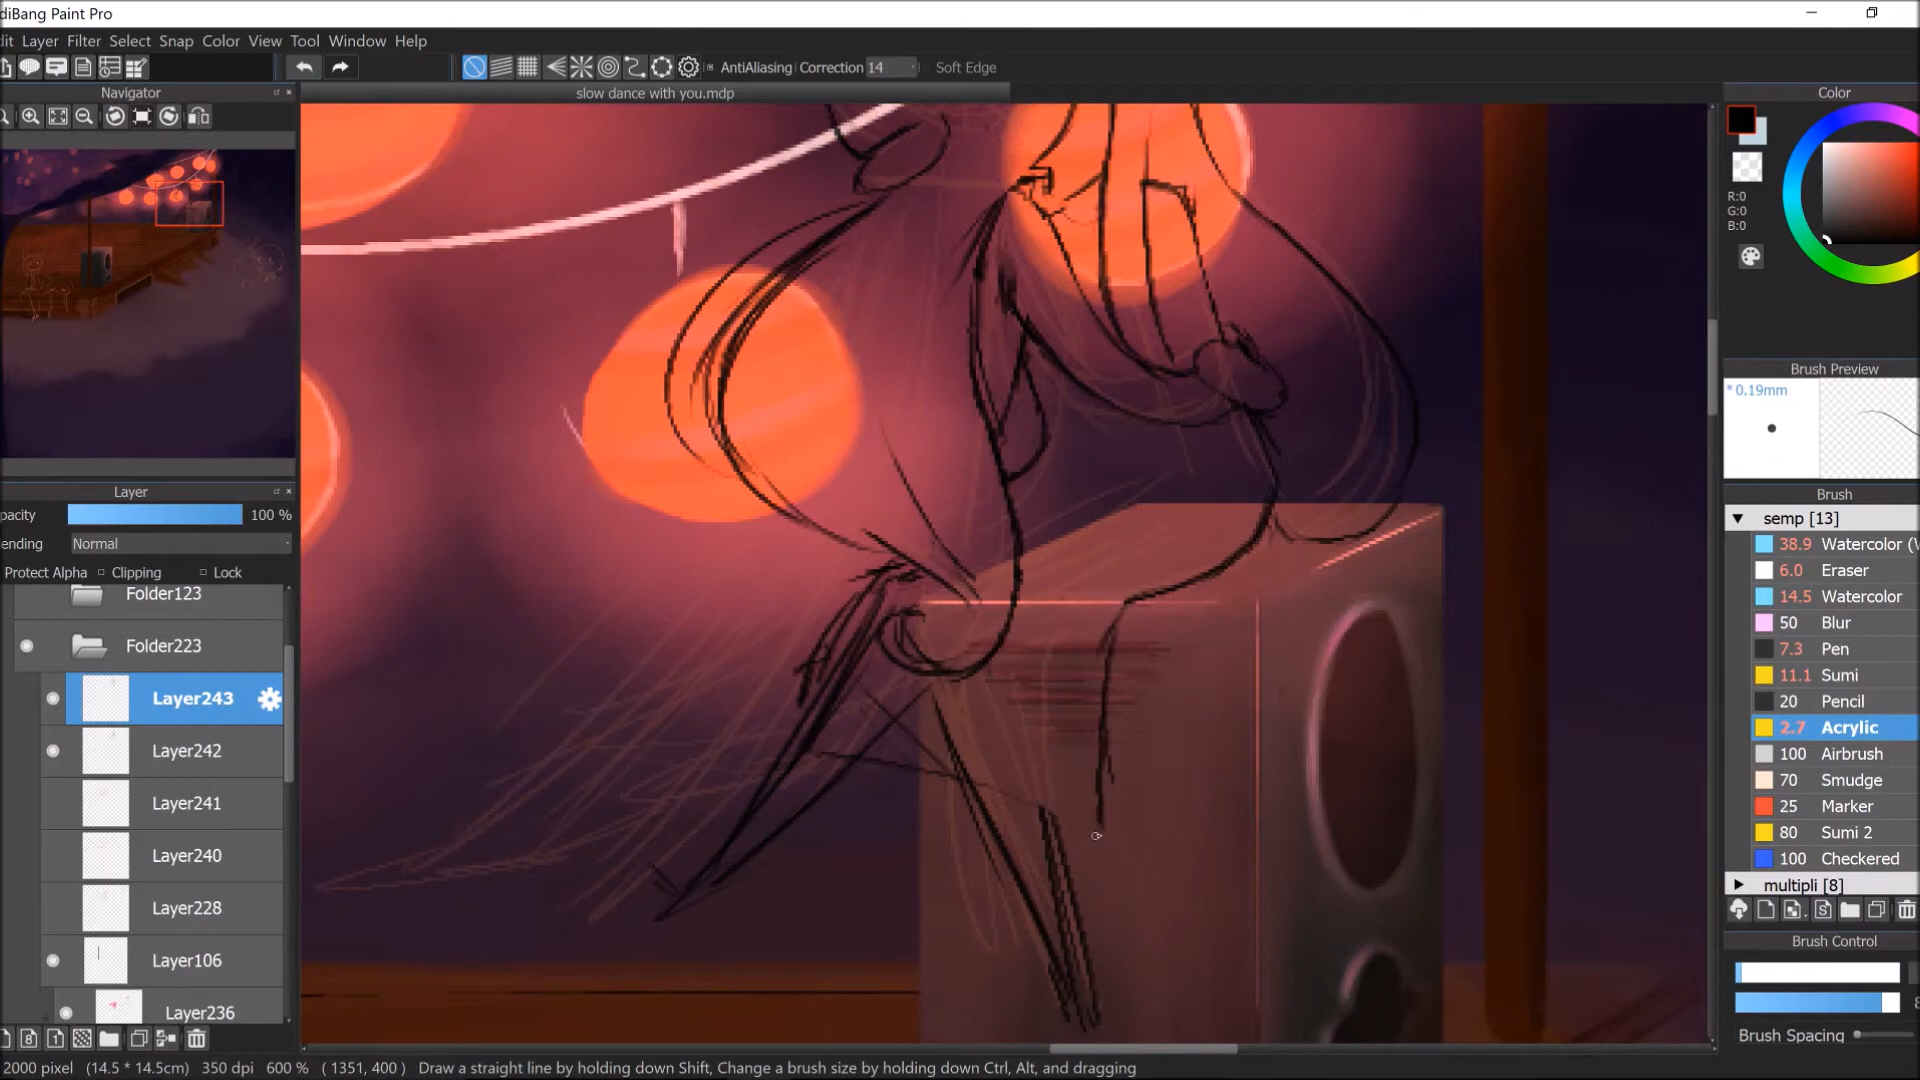 diBang Paint Pro
dit Layer Filter Select Snap Color View Tool Window Help
AntiAliasing Correction 14 Soft Edge
Navigator
slow dance with you.mdp
Color
R:0
G:0
B:0
Brush Preview
* 0.19mm
Layer
pacity 100 %
ending Normal
Protect Alpha Clipping Lock
Folder123
Folder223
Layer243
Layer242
Layer241
Layer240
Layer228
Layer106
Layer236
Brush
semp [13]
38.9 Watercolor (W
6.0 Eraser
14.5 Watercolor
50 Blur
7.3 Pen
11.1 Sumi
20 Pencil
2.7 Acrylic
100 Airbrush
70 Smudge
25 Marker
80 Sumi 2
100 Checkered
multipli [8]
Brush Control
Brush Spacing
2000 pixel (14.5 * 14.5cm) 350 dpi 600 % ( 1351, 400 ) Draw a straight line by holding down Shift, Change a brush size by holding down Ctrl, Alt, and dragging